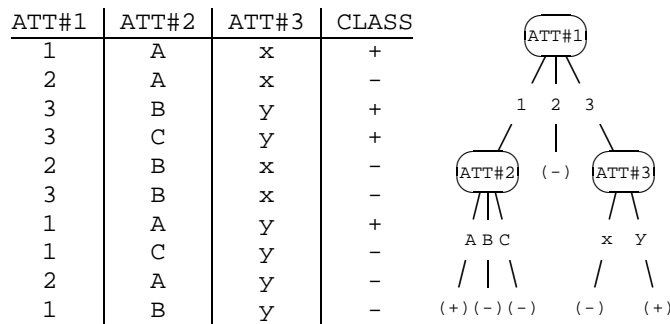 ATT#1 ATT#2 ATT#3 CLASS
1 A x +
2 A x -
3 B y +
3 C y +
2 B x -
3 B x -
1 A y +
1 C y -
2 A y -
1 B y -
ATT#1
1 2 3
ATT#2 (-) ATT#3
A B C x y
(+) (-) (-) (-) (+)